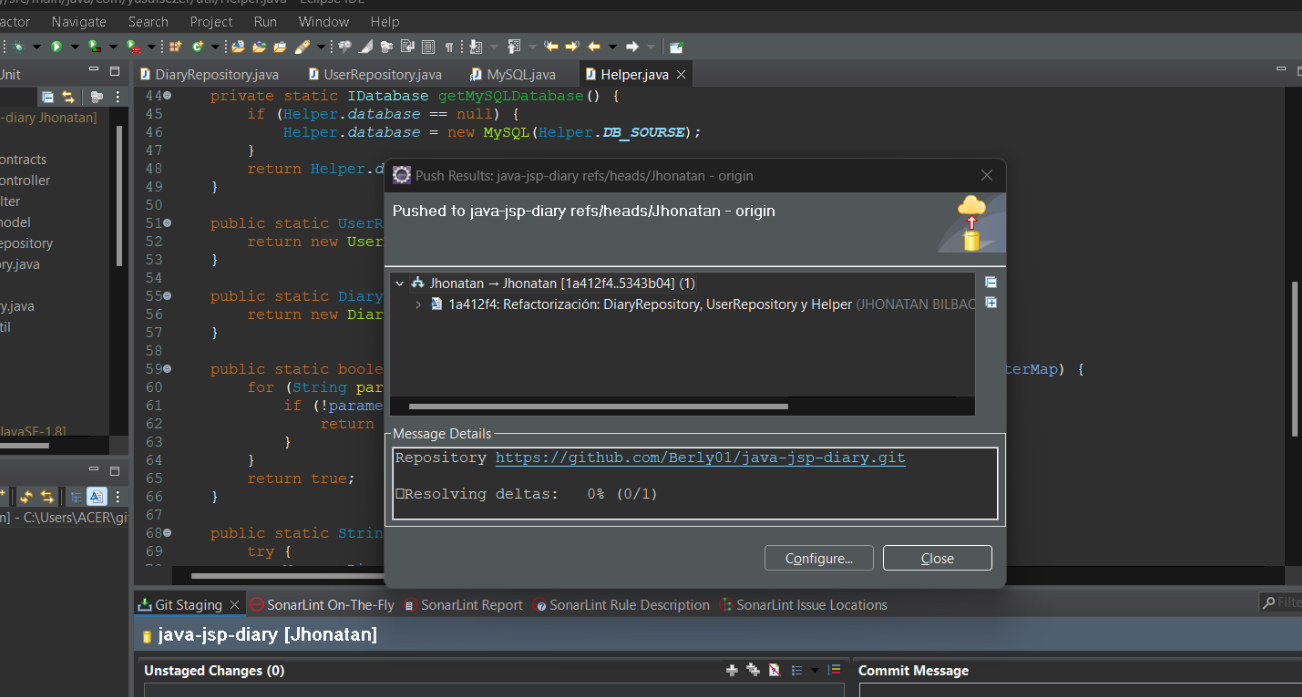 Helper.java - Eclipse IDE
Navigate Search Project Run Window Help
DiaryRepository.java UserRepository.java MySQL.java Helper.java
-diary Jhonatan]
44 private static IDatabase getMySQLDatabase() {
45 if (Helper.database == null) {
46 Helper.database = new MySQL(Helper.DB_SOURSE);
47 }
48 return Helper.d
49 }
50
51 public static UserR
52 return new User
53 }
54
55 public static Diary
56 return new Diar
57 }
58
59 public static boole terMap) {
60 for (String par
61 if (!parame
62 return
63 }
64 }
65 return true;
66 }
67
68 public static Strin
69 try {
ontracts
ontroller
lter
model
epository
ry.java
y.java
til
JavaSE-1.8]
n] - C:\Users\ACER\gi
Push Results: java-jsp-diary refs/heads/Jhonatan - origin
Pushed to java-jsp-diary refs/heads/Jhonatan - origin
Jhonatan → Jhonatan [1a412f4..5343b04] (1)
1a412f4: Refactorización: DiaryRepository, UserRepository y Helper (JHONATAN BILBAO
Message Details
Repository https://github.com/Berly01/java-jsp-diary.git
Resolving deltas: 0% (0/1)
Configure... Close
Git Staging SonarLint On-The-Fly SonarLint Report SonarLint Rule Description SonarLint Issue Locations
Filte
java-jsp-diary [Jhonatan]
Unstaged Changes (0) Commit Message